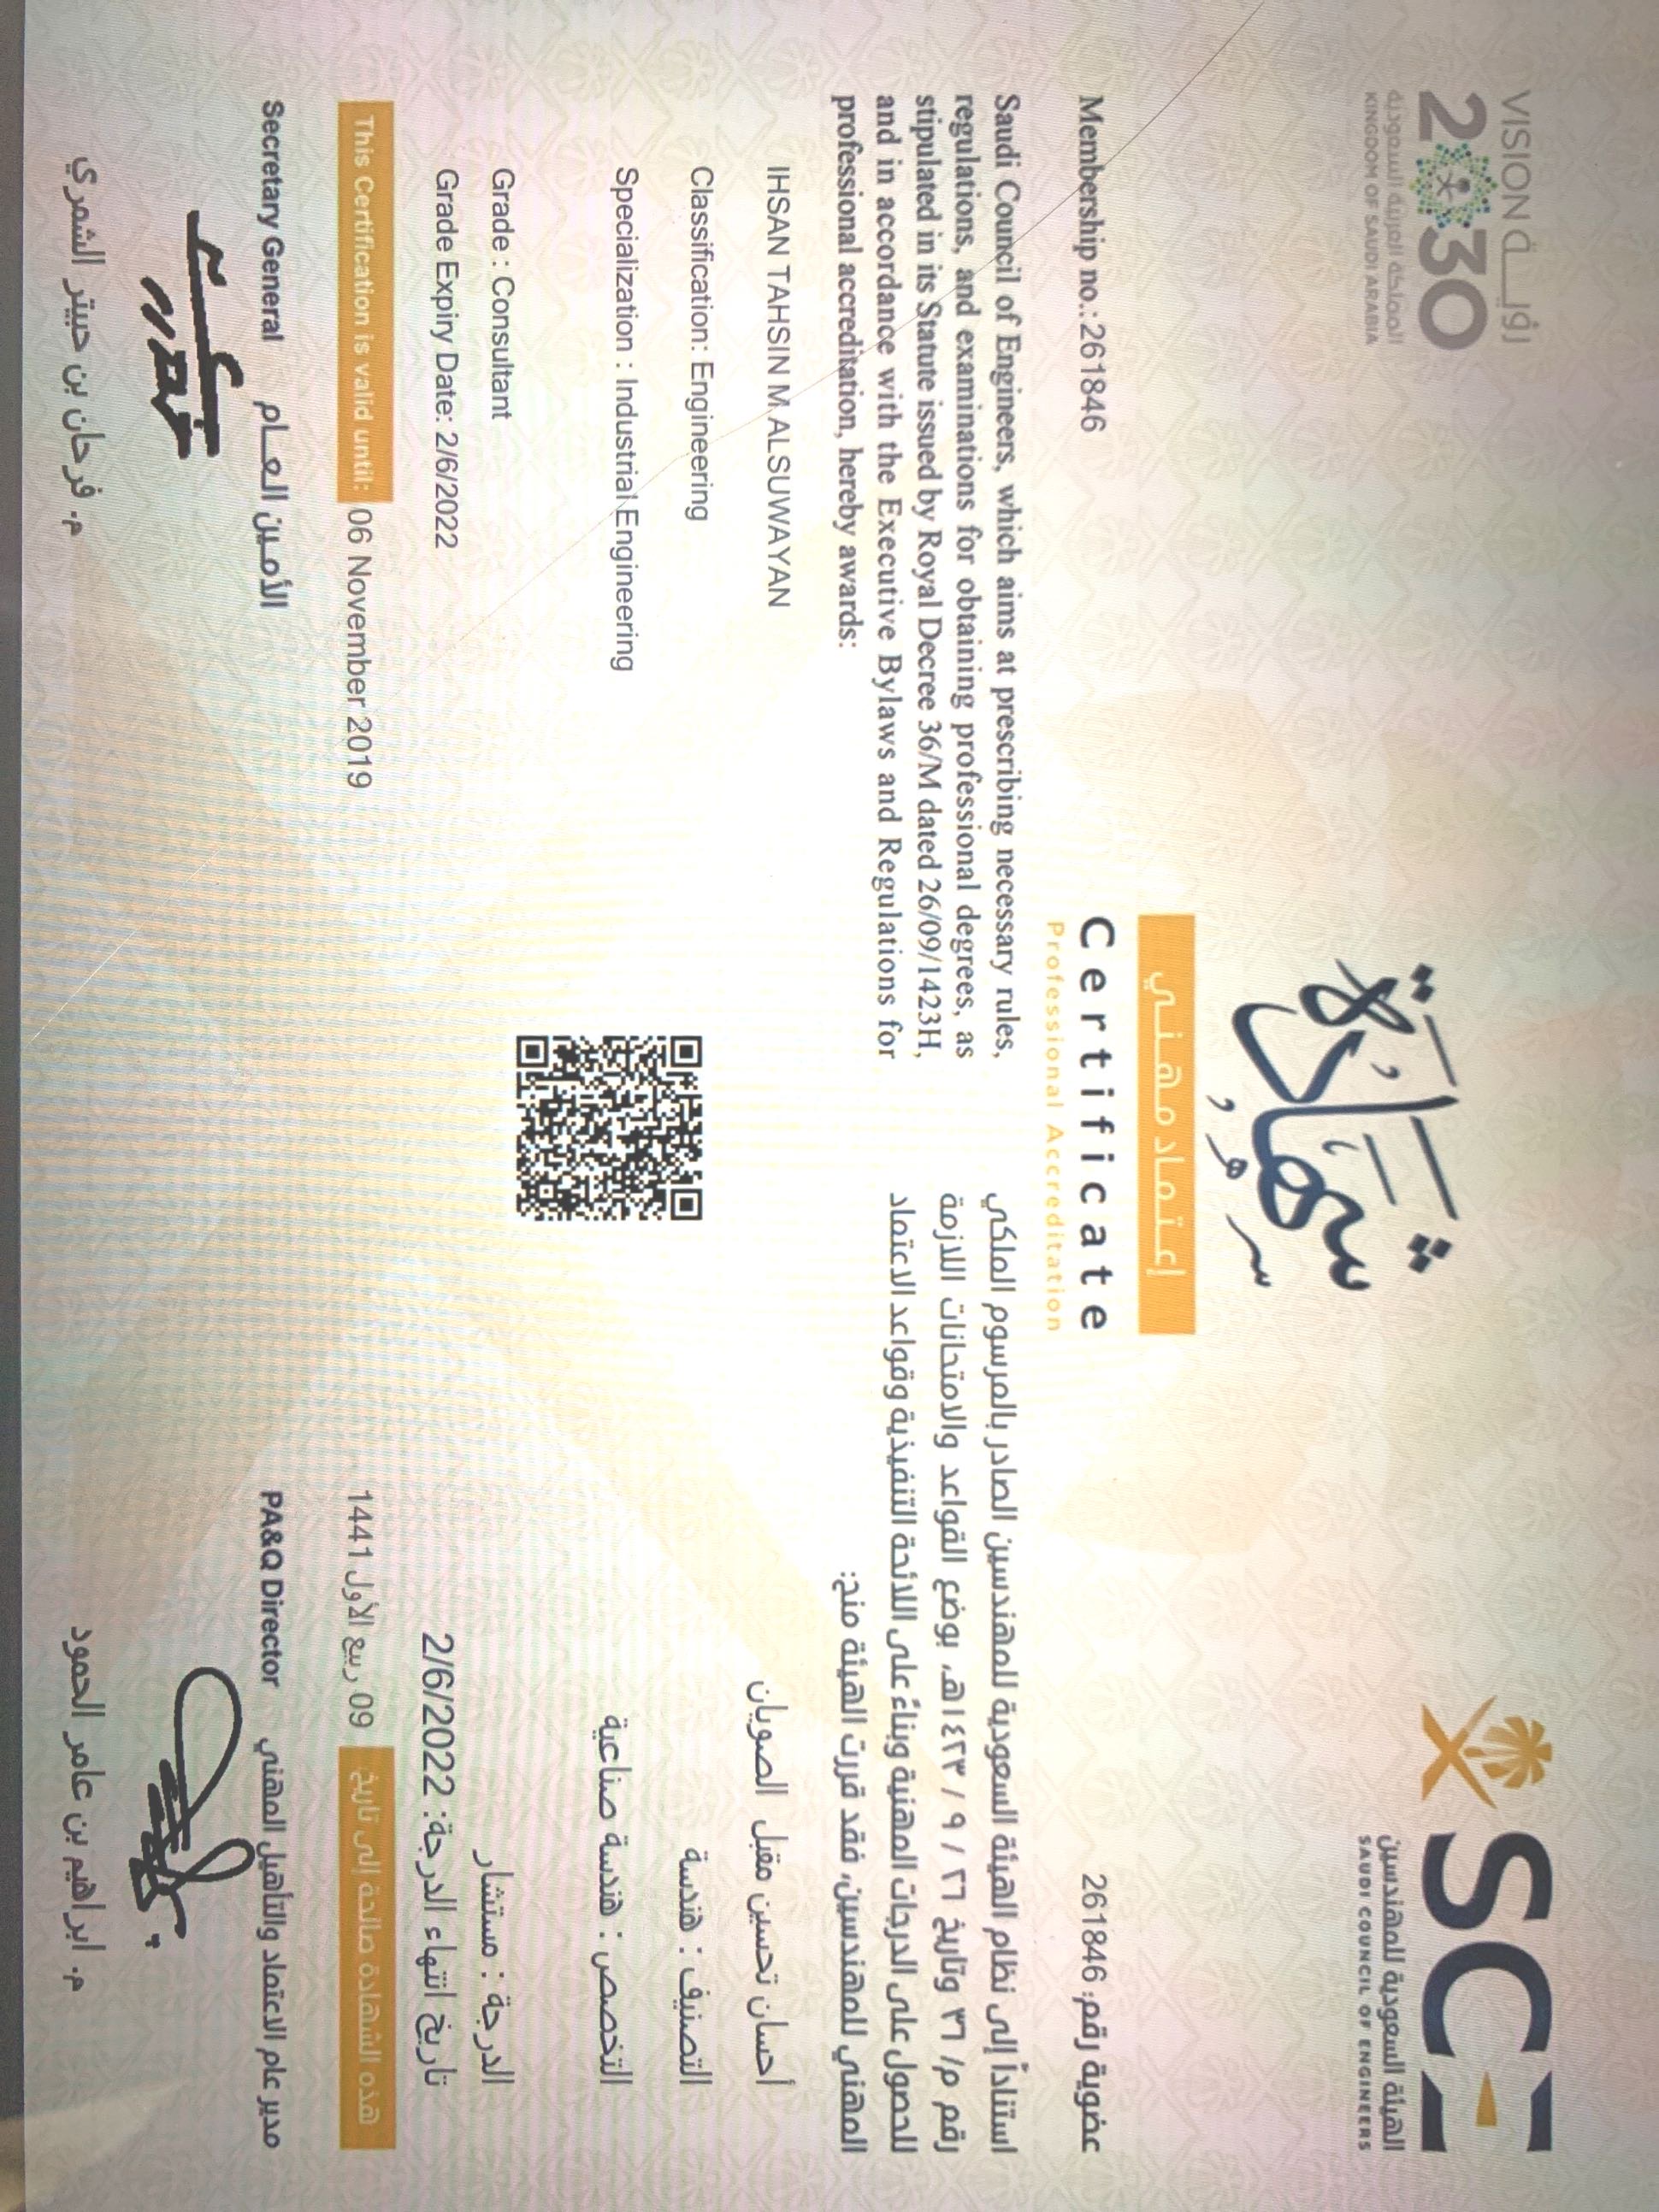 VISION رؤيــــة
2030
المملكة العربية السعودية
KINGDOM OF SAUDI ARABIA
شهادة
SCE
الهيئة السعودية للمهندسين
SAUDI COUNCIL OF ENGINEERS
إعـتـمـاد مـهـنـي
Certificate
Professional Accreditation
Membership no.:261846
عضوية رقم: 261846
Saudi Council of Engineers, which aims at prescribing necessary rules,
regulations, and examinations for obtaining professional degrees, as
stipulated in its Statute issued by Royal Decree 36/M dated 26/09/1423H,
and in accordance with the Executive Bylaws and Regulations for
professional accreditation, hereby awards:
استناداً إلى نظام الهيئة السعودية للمهندسين الصادر بالمرسوم الملكي
رقم م/ ٣٦ وتاريخ ٢٦ / ٩ / ١٤٢٣هـ، بوضع القواعد والامتحانات اللازمة
للحصول على الدرجات المهنية وبناءً على اللائحة التنفيذية وقواعد الاعتماد
المهني للمهندسين، فقد قررت الهيئة منح:
IHSAN TAHSIN M ALSUWAYAN
أحسان تحسين مقبل الصويان
Classification: Engineering
التصنيف : هندسة
Specialization : Industrial Engineering
التخصص : هندسة صناعية
Grade : Consultant
الدرجة : مستشار
Grade Expiry Date: 2/6/2022
تاريخ انتهاء الدرجة: 2/6/2022
This Certification is valid until: 06 November 2019
هذه الشهادة صالحة إلى تاريخ 09 ربيع الأول 1441
Secretary General الأمـين العـام
PA&Q Director مدير عام الاعتماد والتأهيل المهني
م. فرحان بن حبيتر الشمري
م. ابراهيم بن عامر الحمود